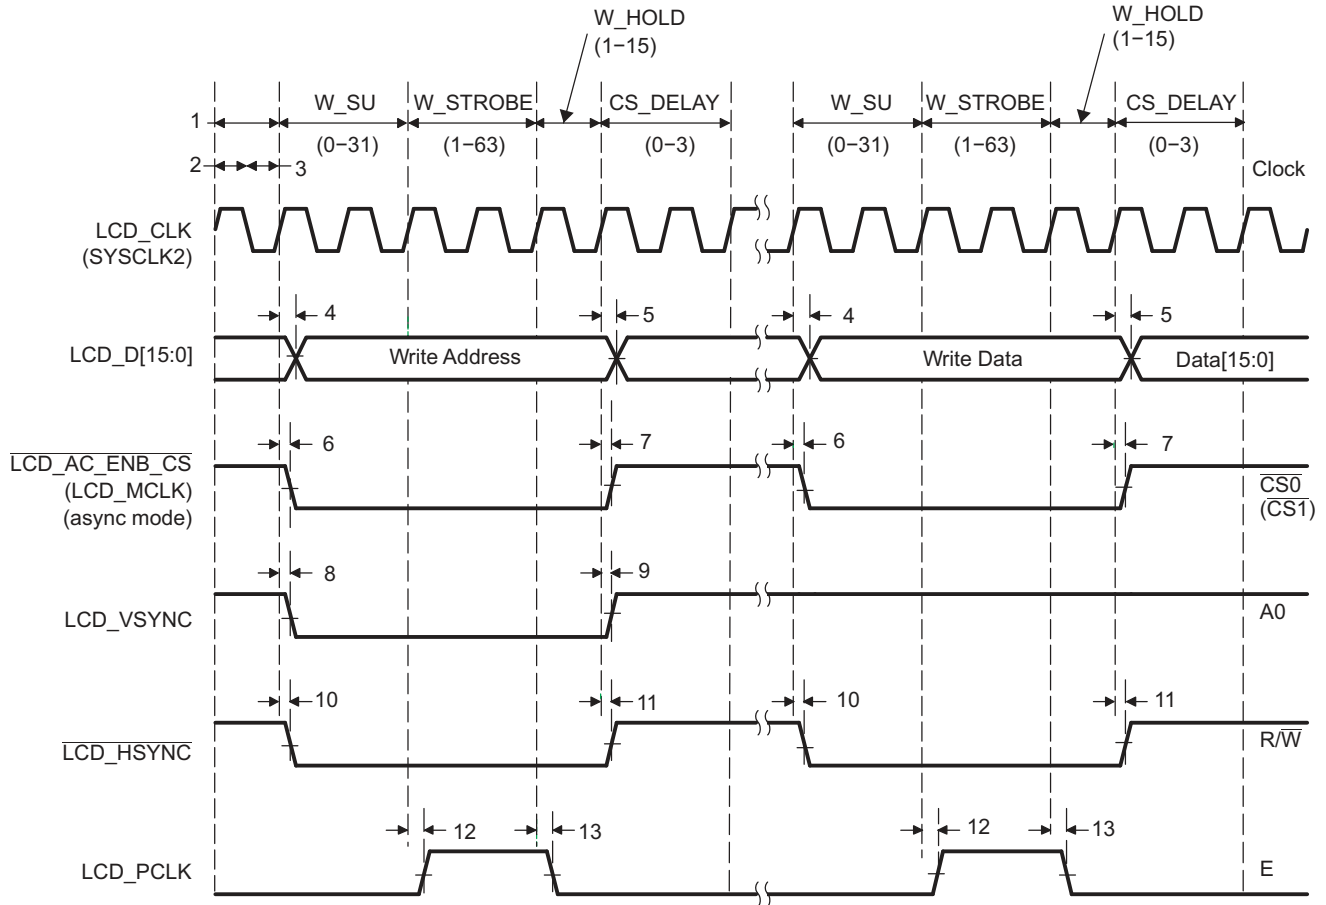 W_HOLD
(1−15)
W_HOLD
(1−15)
W_SU
W_STROBE
CS_DELAY
W_SU
W_STROBE
CS_DELAY
1
(0−31)
(1−63)
(0−3)
(0−31)
(1−63)
(0−3)
2
3
Clock
LCD_CLK
(SYSCLK2)
4
5
4
5
LCD_D[15:0]
Write Address
Write Data
Data[15:0]
6
7
6
7
LCD_AC_ENB_CS
(LCD_MCLK)
(async mode)
CS0
(CS1)
8
9
LCD_VSYNC
A0
10
11
10
11
LCD_HSYNC
R/W
12
13
12
13
LCD_PCLK
E